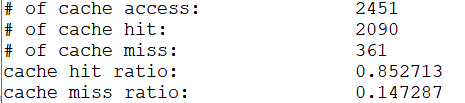 # of cache access: 2451
# of cache hit: 2090
# of cache miss: 361
cache hit ratio: 0.852713
cache miss ratio: 0.147287